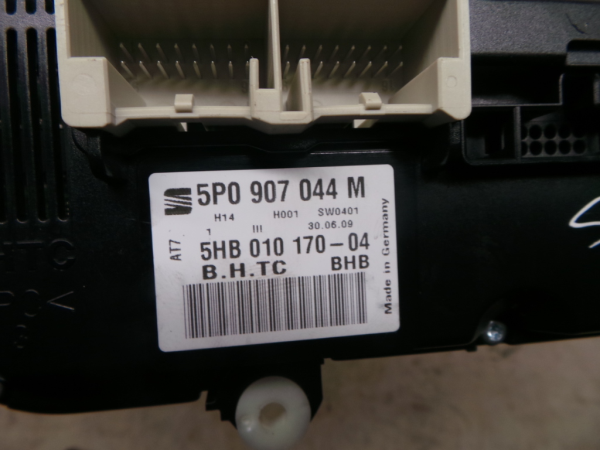 5P0 907 044 M
H14 H001 SW0401
1 III 30.06.09
AT7
5HB 010 170-04
B.H.TC BHB
Made in Germany